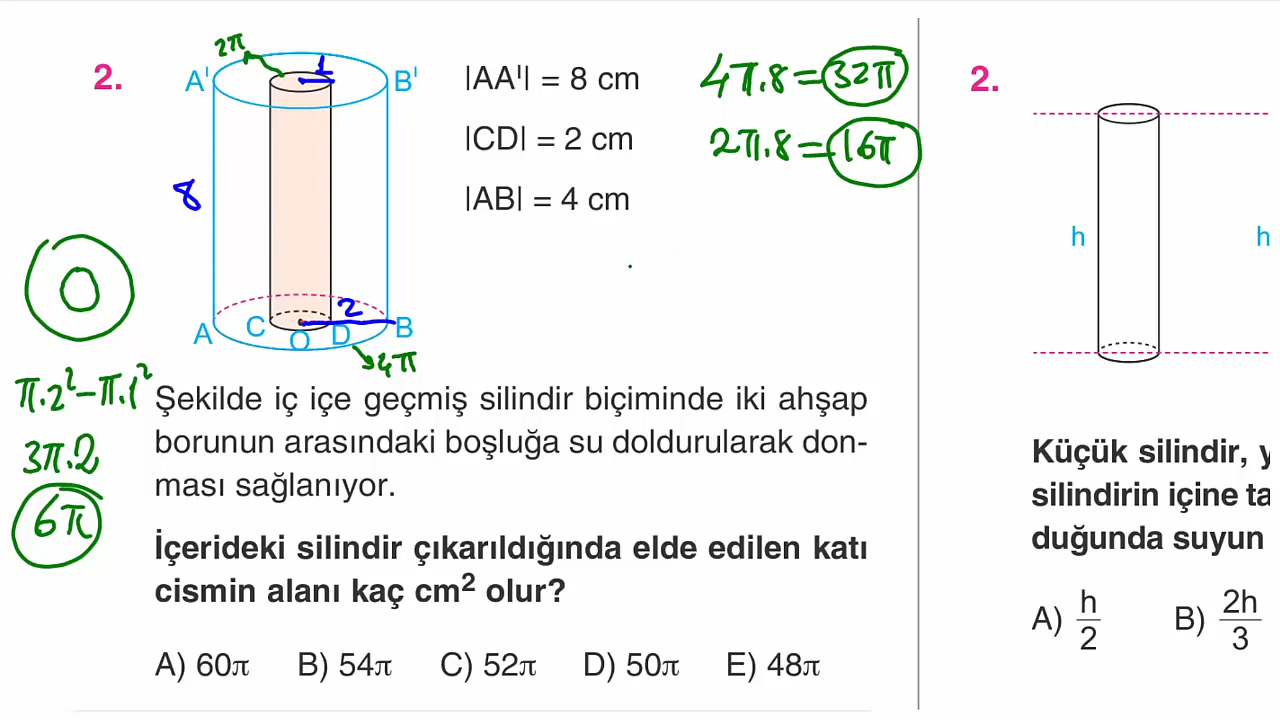 2.
2π
1
A' B'
|AA'| = 8 cm
|CD| = 2 cm
|AB| = 4 cm
8
2
A C O D B
4π
4π.8=32π
2π.8=16π
π.2²-π.1²
3π.2
6π
Şekilde iç içe geçmiş silindir biçiminde iki ahşap
borunun arasındaki boşluğa su doldurularak don-
ması sağlanıyor.
İçerideki silindir çıkarıldığında elde edilen katı
cismin alanı kaç cm² olur?
A) 60π B) 54π C) 52π D) 50π E) 48π
2.
h h
Küçük silindir, y
silindirin içine ta
duğunda suyun
A) h/2 B) 2h/3